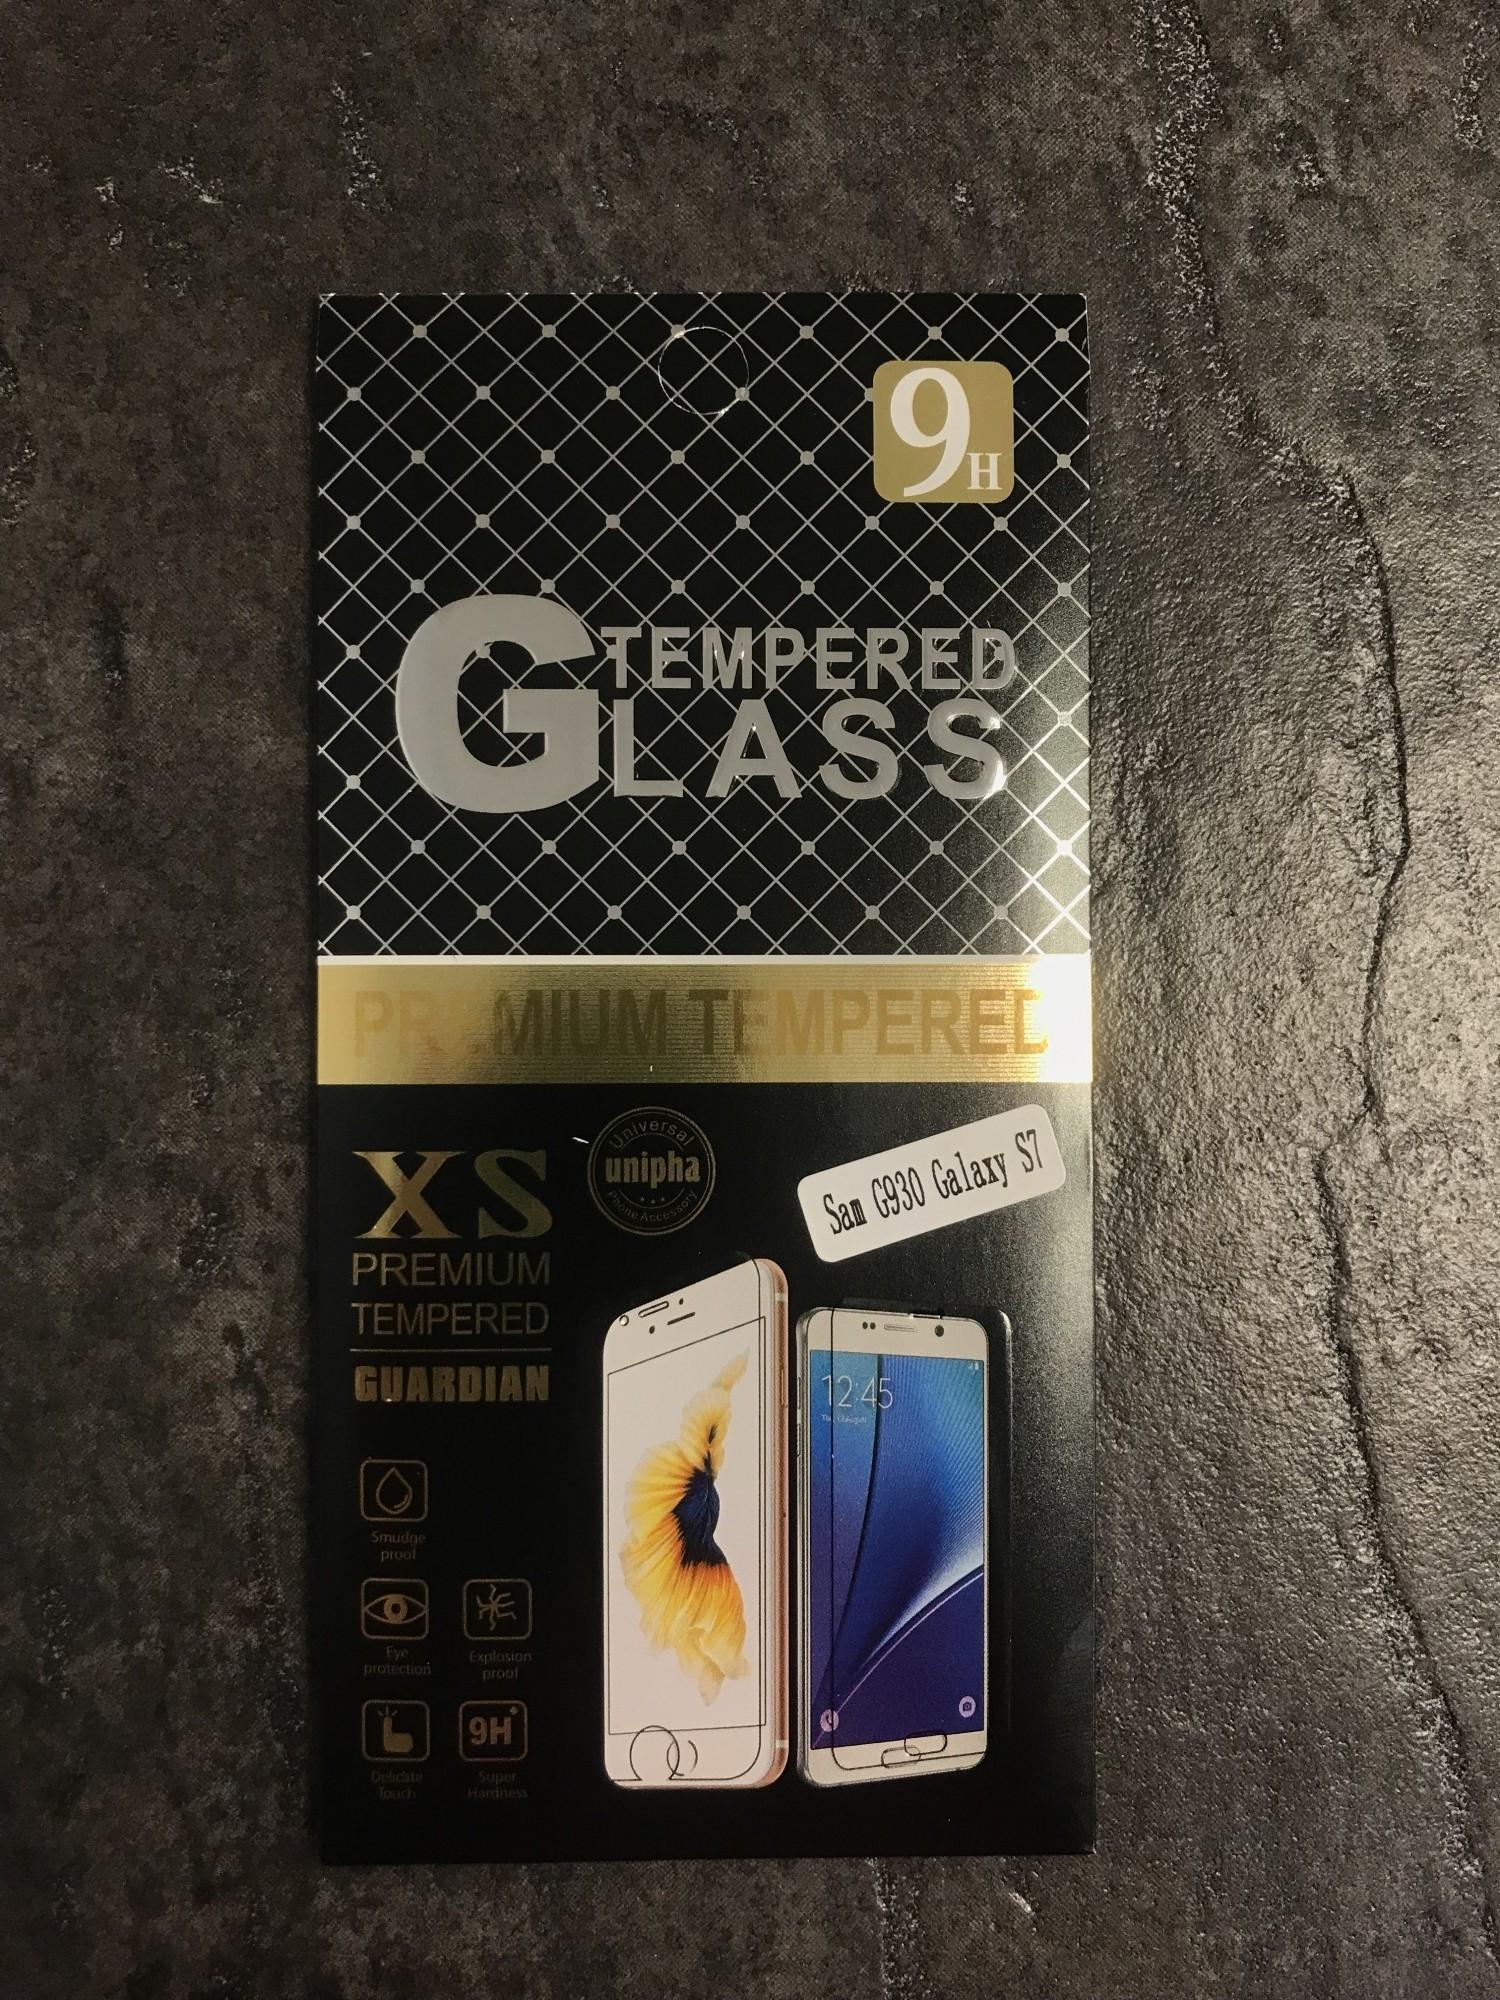 9H
TEMPERED
GLASS
PREMIUM TEMPERED
XS
PREMIUM
TEMPERED
GUARDIAN
Universal
unipha
Phone Accessory
Sam G930 Galaxy S7
12:45
Smudge
proof
Eye
protection
Explosion
proof
Delicate
Touch
9H
Super
Hardness